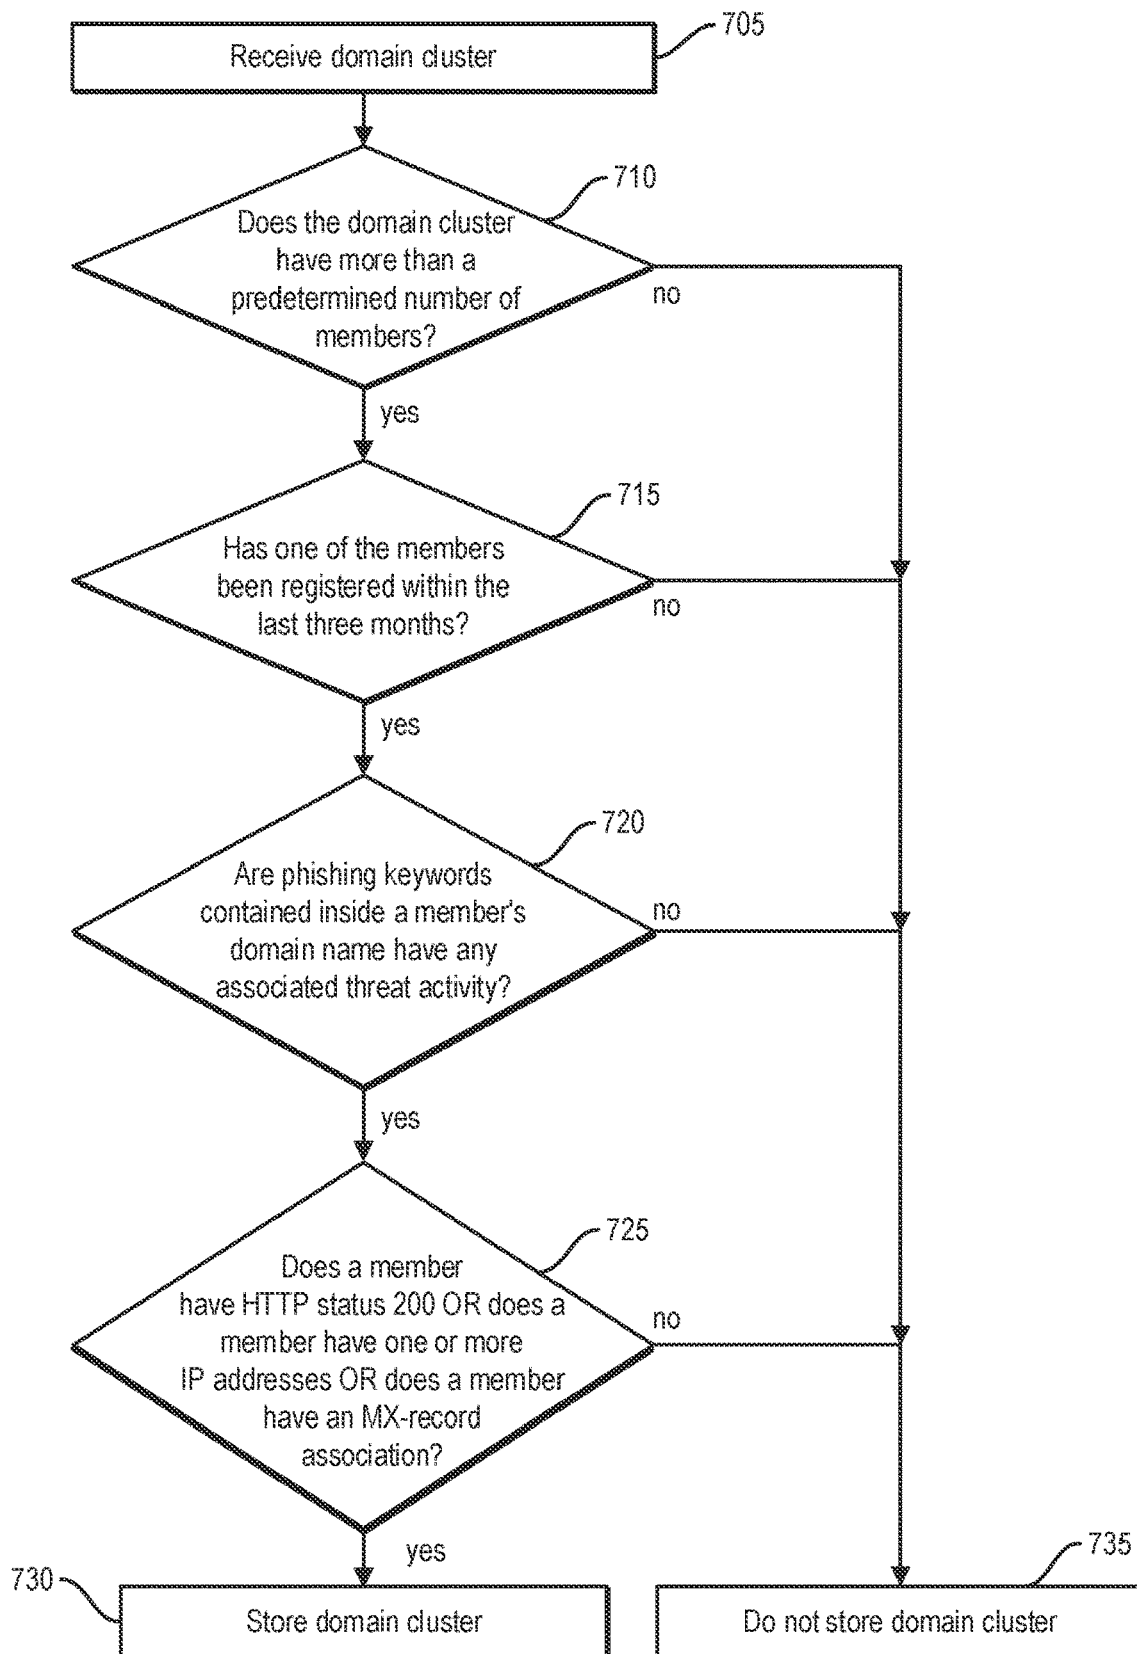 705
Receive domain cluster
710
Does the domain cluster
have more than a
predetermined number of
members?
no
yes
715
Has one of the members
been registered within the
last three months?
no
yes
720
Are phishing keywords
contained inside a member's
domain name have any
associated threat activity?
no
yes
725
Does a member
have HTTP status 200 OR does a
member have one or more
IP addresses OR does a member
have an MX-record
association?
no
yes
730
Store domain cluster
735
Do not store domain cluster